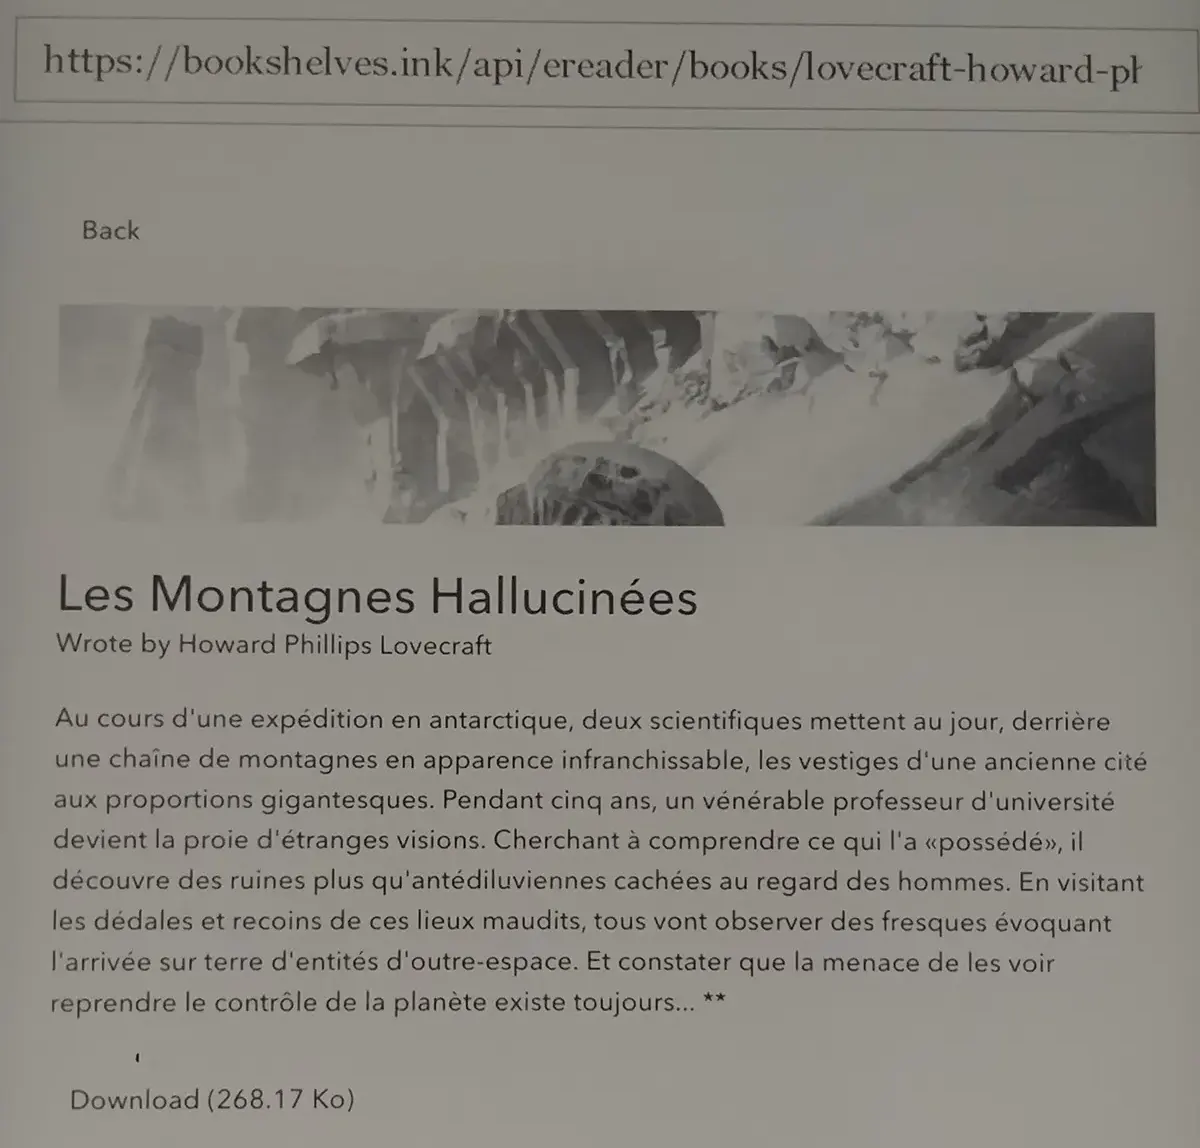 https://bookshelves.ink/api/ereader/books/lovecraft-howard-
Back
Les Montagnes Hallucinées
Wrote by Howard Phillips Lovecraft
Au cours d'une expédition en antarctique, deux scientifiques mettent au jour, derrière
une chaîne de montagnes en apparence infranchissable, les vestiges d'une ancienne cité
aux proportions gigantesques. Pendant cinq ans, un vénérable professeur d'université
devient la proie d'étranges visions. Cherchant à comprendre ce qui l'a «possédé», il
découvre des ruines plus qu'antédiluviennes cachées au regard des hommes. En visitant
les dédales et recoins de ces lieux maudits, tous vont observer des fresques évoquant
l'arrivée sur terre d'entités d'outre-espace. Et constater que la menace de les voir
reprendre le contrôle de la planète existe toujours... **
Download (268.17 Ko)